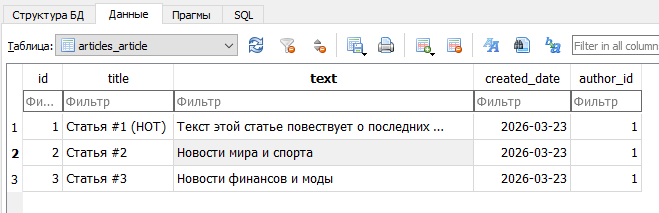 Структура БД Данные Прагмы SQL
Таблица: articles_article Filter in all column
id title text created_date author_id
Фи... Фильтр Фильтр Фильтр Фильтр
1 1 Статья #1 (HOT) Текст этой статье повествует о последних ... 2026-03-23 1
2 2 Статья #2 Новости мира и спорта 2026-03-23 1
3 3 Статья #3 Новости финансов и моды 2026-03-23 1